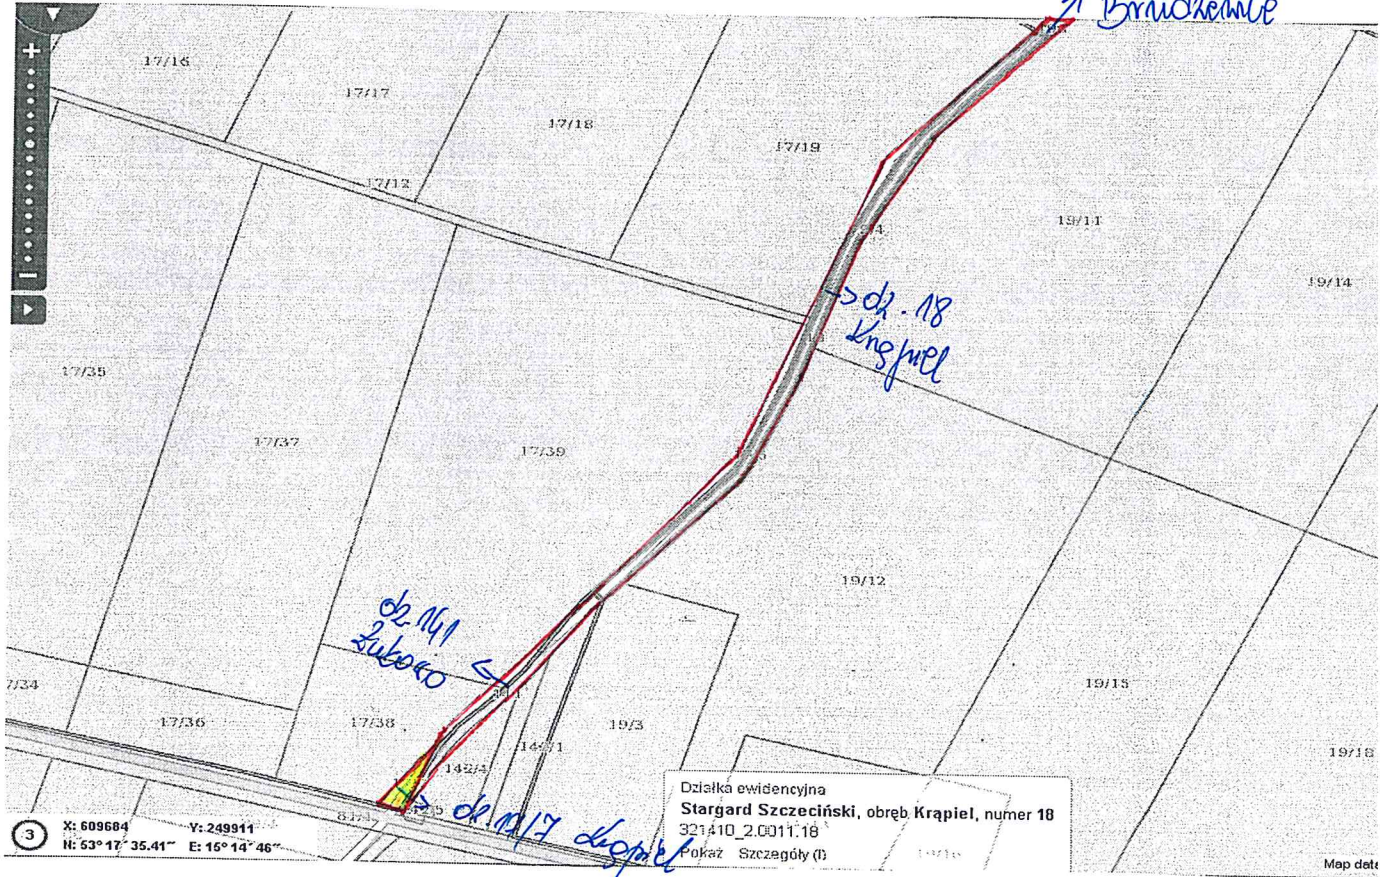 Brudzewice
17/16
17/17
17/18
17/19
17/12
19/11
19/14
dz. 18
Krąpiel
17/35
17/37
17/39
19/12
dz 141
Żukowo
141
19/15
7/34
17/36
17/38
19/3
142/4
19/18
dz 17/7 Krąpiel
Działka ewidencyjna
Stargard Szczeciński, obręb Krąpiel, numer 18
321410_2.0011.18
Pokaż Szczegóły (i)
3
X: 609684 Y: 249911
N: 53° 17' 35.41" E: 15° 14' 46"
Map data